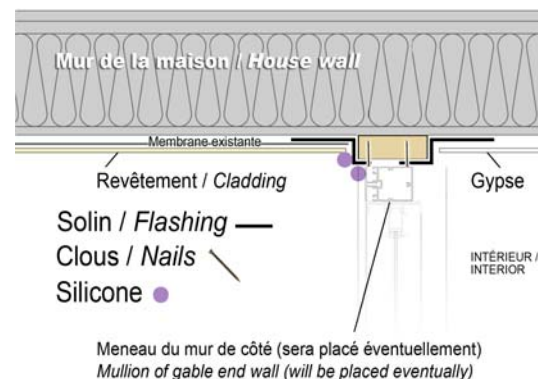 Mur de la maison / House wall
Membrane existante
Revêtement / Cladding
Gypse
Solin / Flashing
Clous / Nails
Silicone
INTÉRIEUR /
INTERIOR
Meneau du mur de côté (sera placé éventuellement)
Mullion of gable end wall (will be placed eventually)